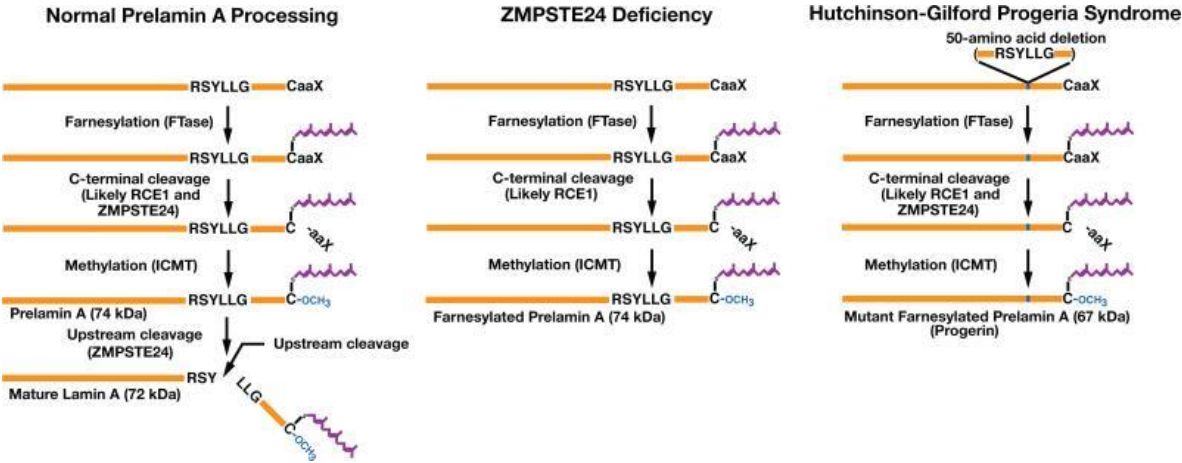 Normal Prelamin A Processing
RSYLLG CaaX
Farnesylation (FTase)
RSYLLG CaaX
C-terminal cleavage
(Likely RCE1 and
ZMPSTE24)
RSYLLG C -aaX
Methylation (ICMT)
RSYLLG C-OCH3
Prelamin A (74 kDa)
Upstream cleavage
(ZMPSTE24)
Upstream cleavage
RSY
LLG
Mature Lamin A (72 kDa)
C-OCH3
ZMPSTE24 Deficiency
RSYLLG CaaX
Farnesylation (FTase)
RSYLLG CaaX
C-terminal cleavage
(Likely RCE1)
RSYLLG C -aaX
Methylation (ICMT)
RSYLLG C-OCH3
Farnesylated Prelamin A (74 kDa)
Hutchinson-Gilford Progeria Syndrome
50-amino acid deletion
(RSYLLG)
CaaX
Farnesylation (FTase)
CaaX
C-terminal cleavage
(Likely RCE1 and
ZMPSTE24)
C -aaX
Methylation (ICMT)
C-OCH3
Mutant Farnesylated Prelamin A (67 kDa)
(Progerin)